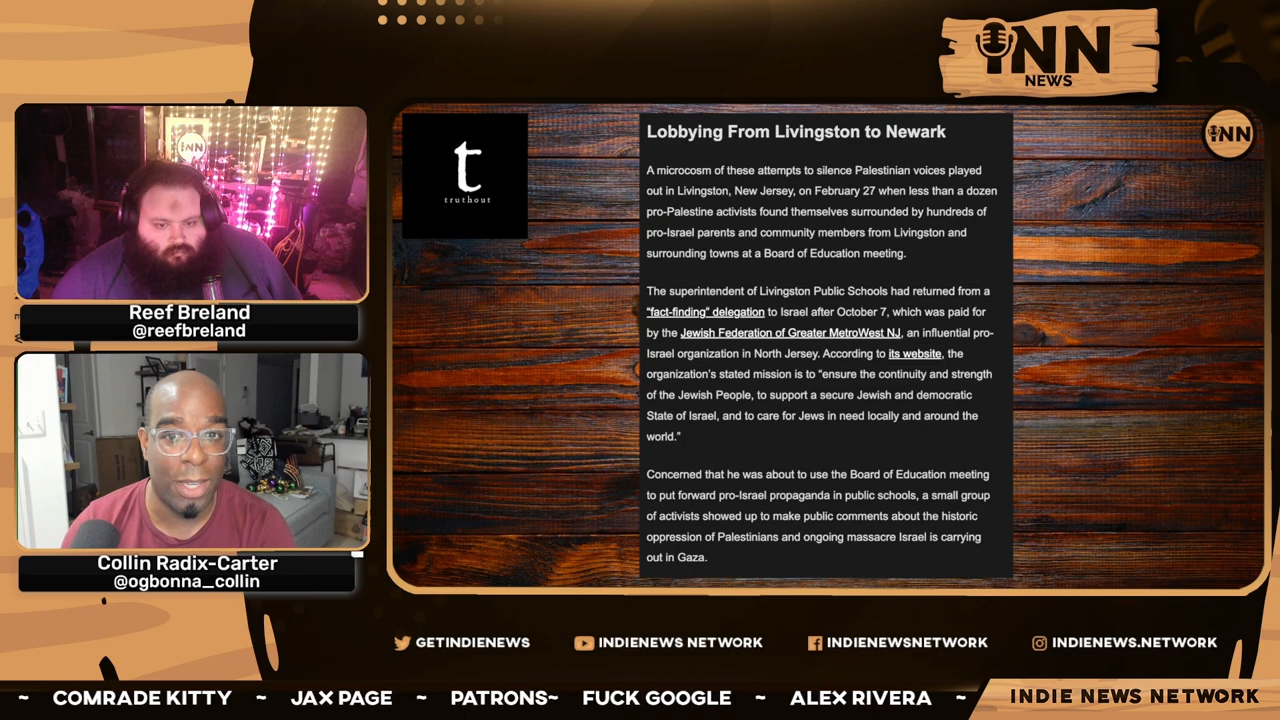 iNN
NEWS
iNN
Reef Breland
@reefbreland
Collin Radix-Carter
@ogbonna_collin
t
truthout
Lobbying From Livingston to Newark
A microcosm of these attempts to silence Palestinian voices played
out in Livingston, New Jersey, on February 27 when less than a dozen
pro-Palestine activists found themselves surrounded by hundreds of
pro-Israel parents and community members from Livingston and
surrounding towns at a Board of Education meeting.
The superintendent of Livingston Public Schools had returned from a
“fact-finding” delegation to Israel after October 7, which was paid for
by the Jewish Federation of Greater MetroWest NJ, an influential pro-
Israel organization in North Jersey. According to its website, the
organization’s stated mission is to “ensure the continuity and strength
of the Jewish People, to support a secure Jewish and democratic
State of Israel, and to care for Jews in need locally and around the
world.”
Concerned that he was about to use the Board of Education meeting
to put forward pro-Israel propaganda in public schools, a small group
of activists showed up to make public comments about the historic
oppression of Palestinians and ongoing massacre Israel is carrying
out in Gaza.
GETINDIENEWS INDIENEWS NETWORK INDIENEWSNETWORK INDIENEWS.NETWORK
~ COMRADE KITTY ~ JAX PAGE ~ PATRONS~ FUCK GOOGLE ~ ALEX RIVERA ~ INDIE NEWS NETWORK